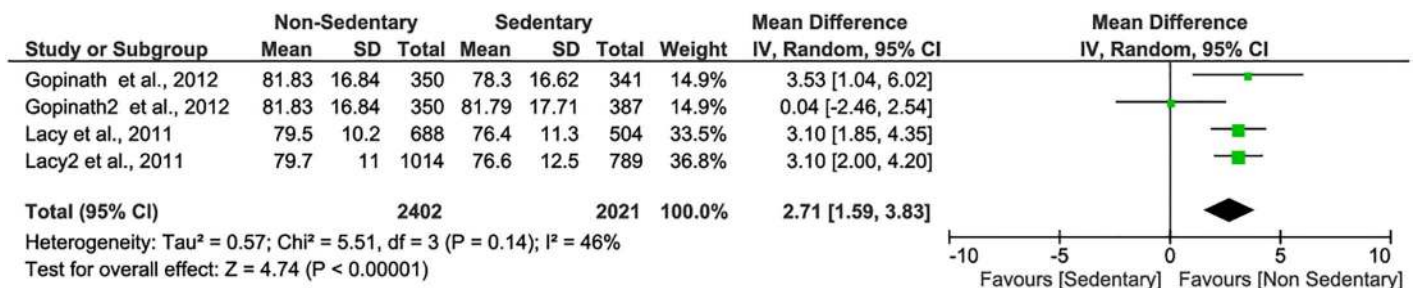 Non-Sedentary Sedentary Mean Difference Mean Difference
Study or Subgroup Mean SD Total Mean SD Total Weight IV, Random, 95% CI IV, Random, 95% CI
Gopinath et al., 2012 81.83 16.84 350 78.3 16.62 341 14.9% 3.53 [1.04, 6.02]
Gopinath2 et al., 2012 81.83 16.84 350 81.79 17.71 387 14.9% 0.04 [-2.46, 2.54]
Lacy et al., 2011 79.5 10.2 688 76.4 11.3 504 33.5% 3.10 [1.85, 4.35]
Lacy2 et al., 2011 79.7 11 1014 76.6 12.5 789 36.8% 3.10 [2.00, 4.20]
Total (95% CI) 2402 2021 100.0% 2.71 [1.59, 3.83]
Heterogeneity: Tau² = 0.57; Chi² = 5.51, df = 3 (P = 0.14); I² = 46%
Test for overall effect: Z = 4.74 (P < 0.00001)
-10 -5 0 5 10
Favours [Sedentary] Favours [Non Sedentary]